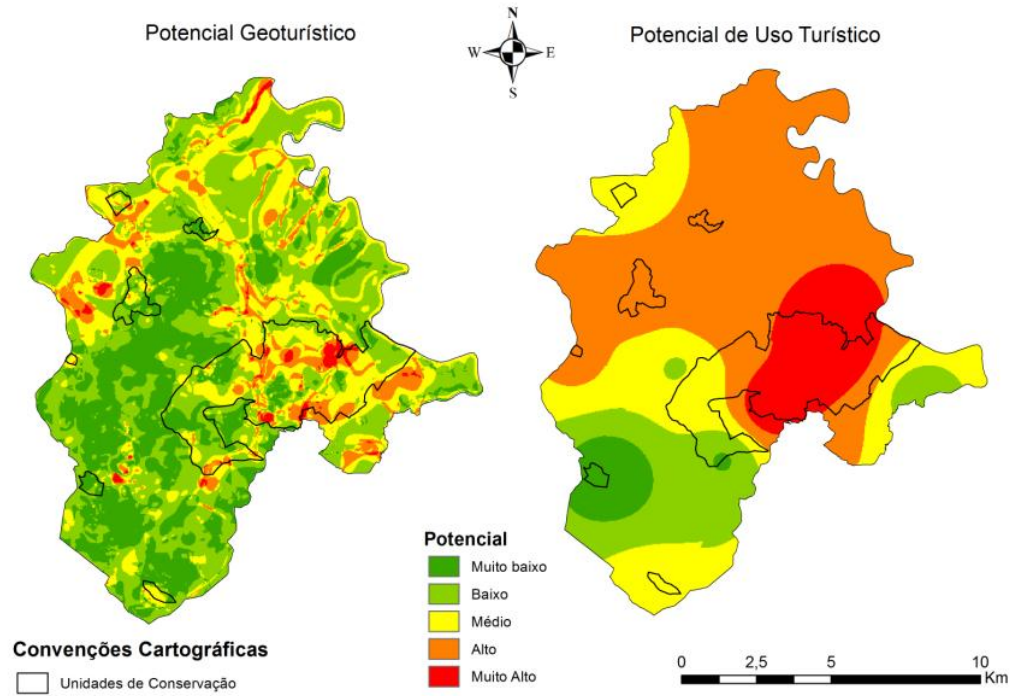 Potencial Geoturístico
N
W
E
S
Potencial de Uso Turístico
Potencial
Muito baixo
Baixo
Médio
Alto
Muito Alto
Convenções Cartográficas
Unidades de Conservação
0 2,5 5 10
Km